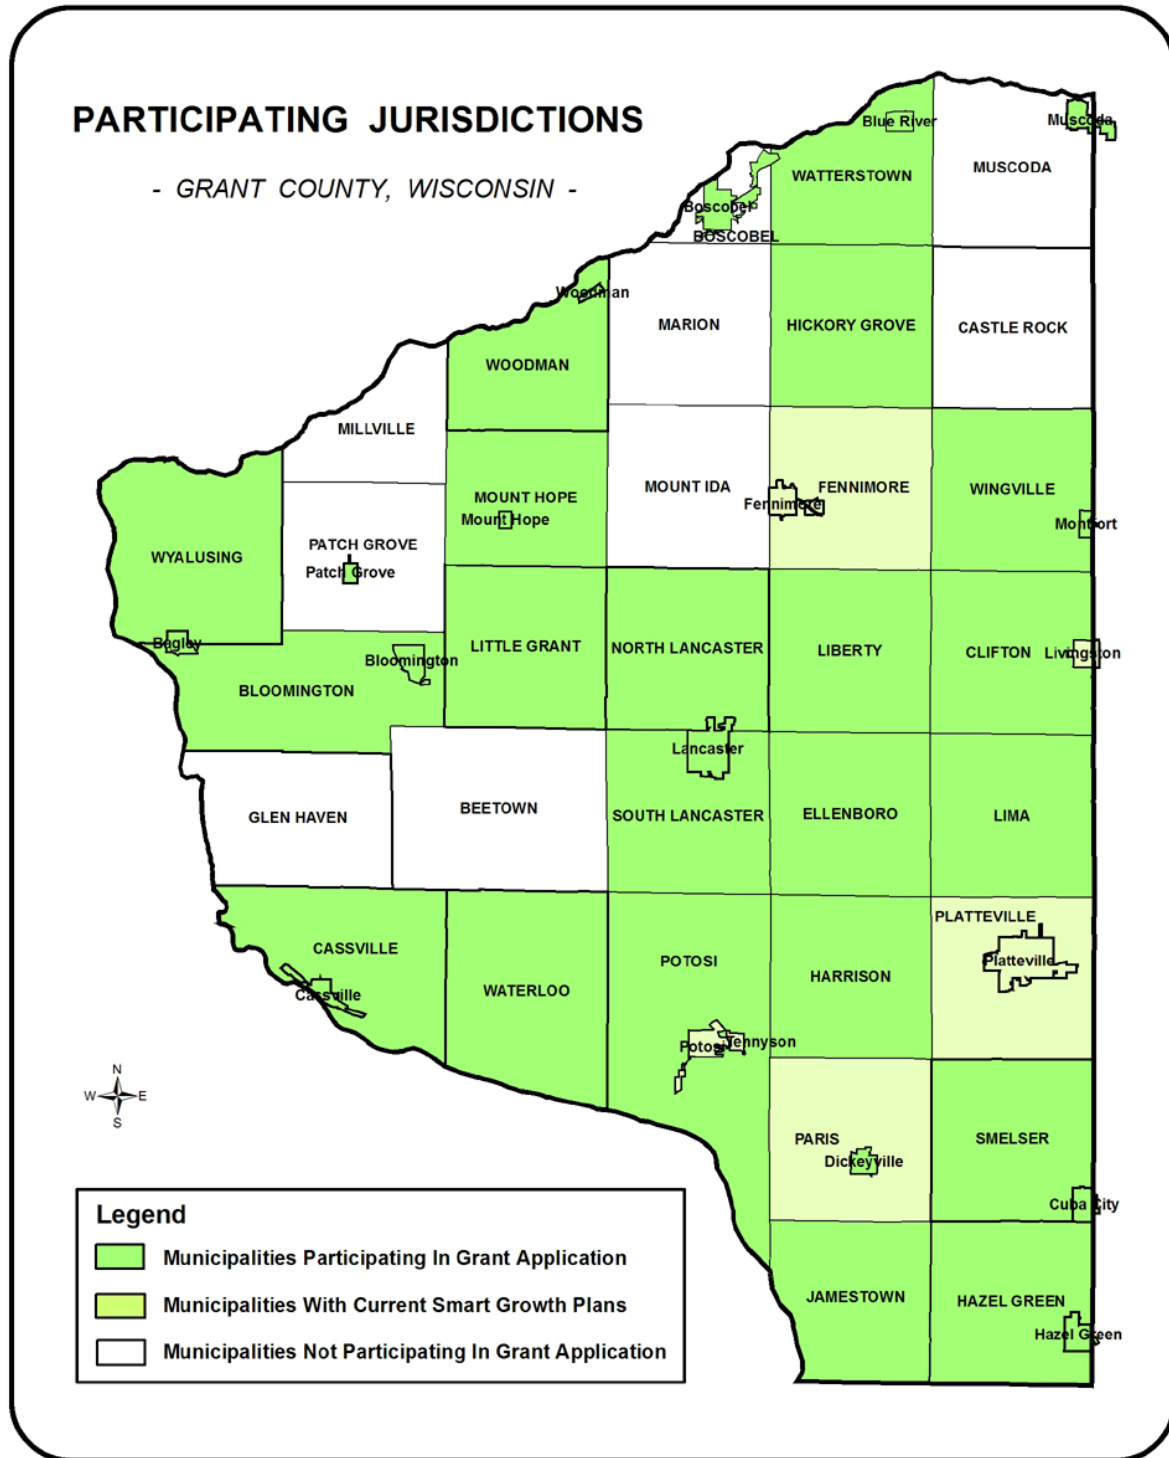 PARTICIPATING JURISDICTIONS
- GRANT COUNTY, WISCONSIN -
Blue River
Muscoda
MUSCODA
WATTERSTOWN
Boscobel
BOSCOBEL
Woodman
MARION
HICKORY GROVE
CASTLE ROCK
WOODMAN
MILLVILLE
MOUNT IDA
FENNIMORE
WINGVILLE
MOUNT HOPE
Fennimore
Mount Hope
Montfort
PATCH GROVE
WYALUSING
Patch Grove
Bagley
LITTLE GRANT
NORTH LANCASTER
LIBERTY
CLIFTON
Livingston
Bloomington
BLOOMINGTON
Lancaster
BEETOWN
GLEN HAVEN
SOUTH LANCASTER
ELLENBORO
LIMA
PLATTEVILLE
CASSVILLE
POTOSI
Platteville
HARRISON
WATERLOO
Cassville
Potosi
Tennyson
N
W
E
S
PARIS
SMELSER
Dickeyville
Cuba City
Legend
Municipalities Participating In Grant Application
Municipalities With Current Smart Growth Plans
Municipalities Not Participating In Grant Application
JAMESTOWN
HAZEL GREEN
Hazel Green